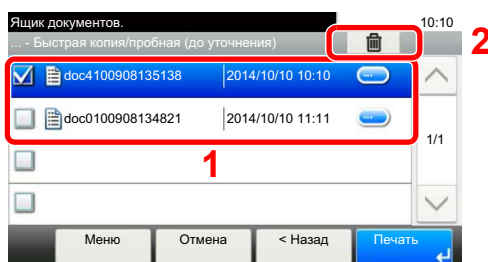 Ящик документов. 10:10
... - Быстрая копия/пробная (до уточнения)
2
doc4100908135138 2014/10/10 10:10 ...
doc0100908134821 2014/10/10 11:11 ...
1/1
1
Меню Отмена < Назад Печать